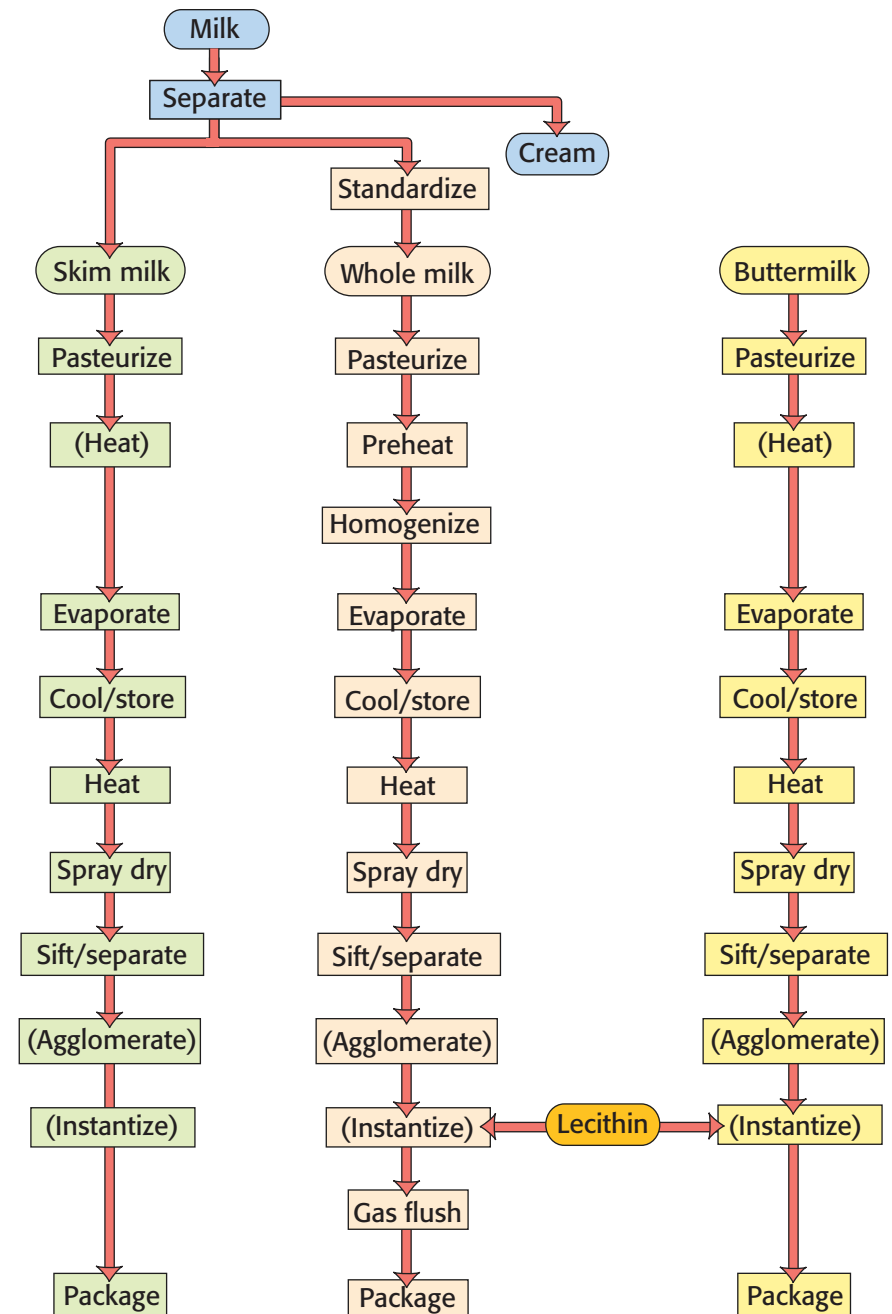 Milk
Separate
Cream
Standardize
Skim milk
Whole milk
Buttermilk
Pasteurize
Pasteurize
Pasteurize
(Heat)
Preheat
(Heat)
Homogenize
Evaporate
Evaporate
Evaporate
Cool/store
Cool/store
Cool/store
Heat
Heat
Heat
Spray dry
Spray dry
Spray dry
Sift/separate
Sift/separate
Sift/separate
(Agglomerate)
(Agglomerate)
(Agglomerate)
(Instantize)
(Instantize)
Lecithin
(Instantize)
Gas flush
Package
Package
Package